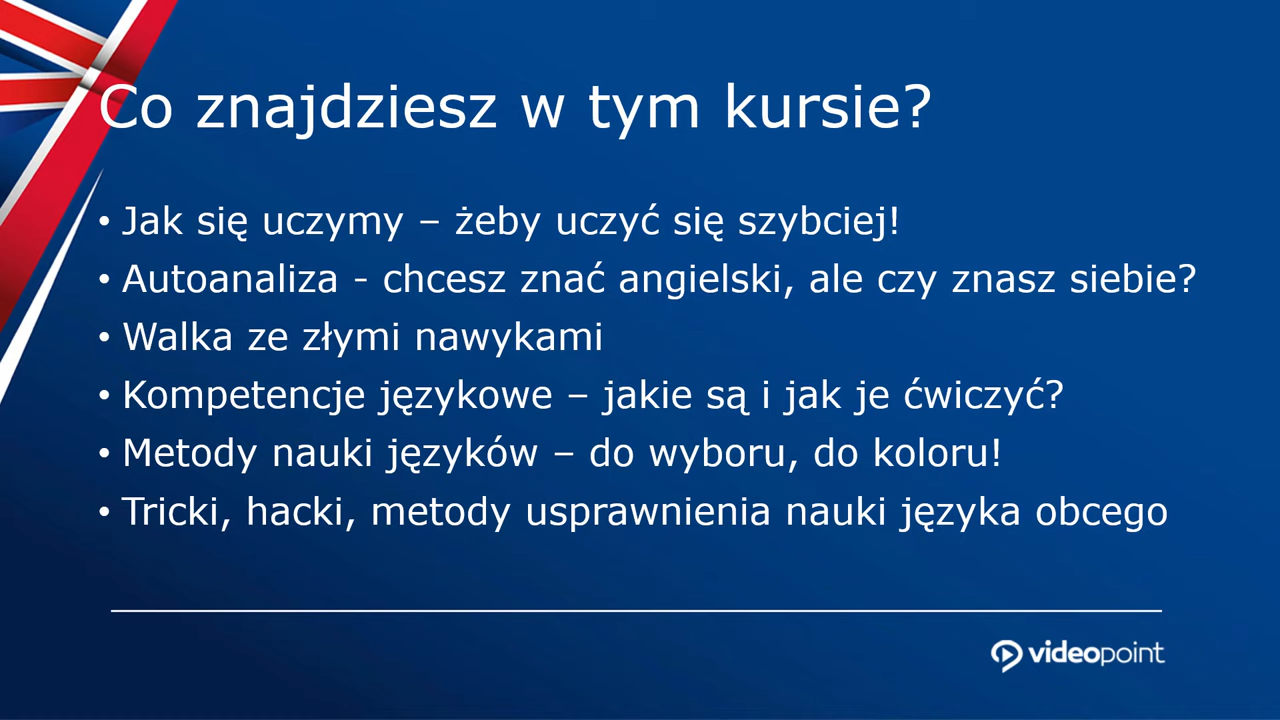 Co znajdziesz w tym kursie?
• Jak się uczymy – żeby uczyć się szybciej!
• Autoanaliza - chcesz znać angielski, ale czy znasz siebie?
• Walka ze złymi nawykami
• Kompetencje językowe – jakie są i jak je ćwiczyć?
• Metody nauki języków – do wyboru, do koloru!
• Tricki, hacki, metody usprawnienia nauki języka obcego
videopoint